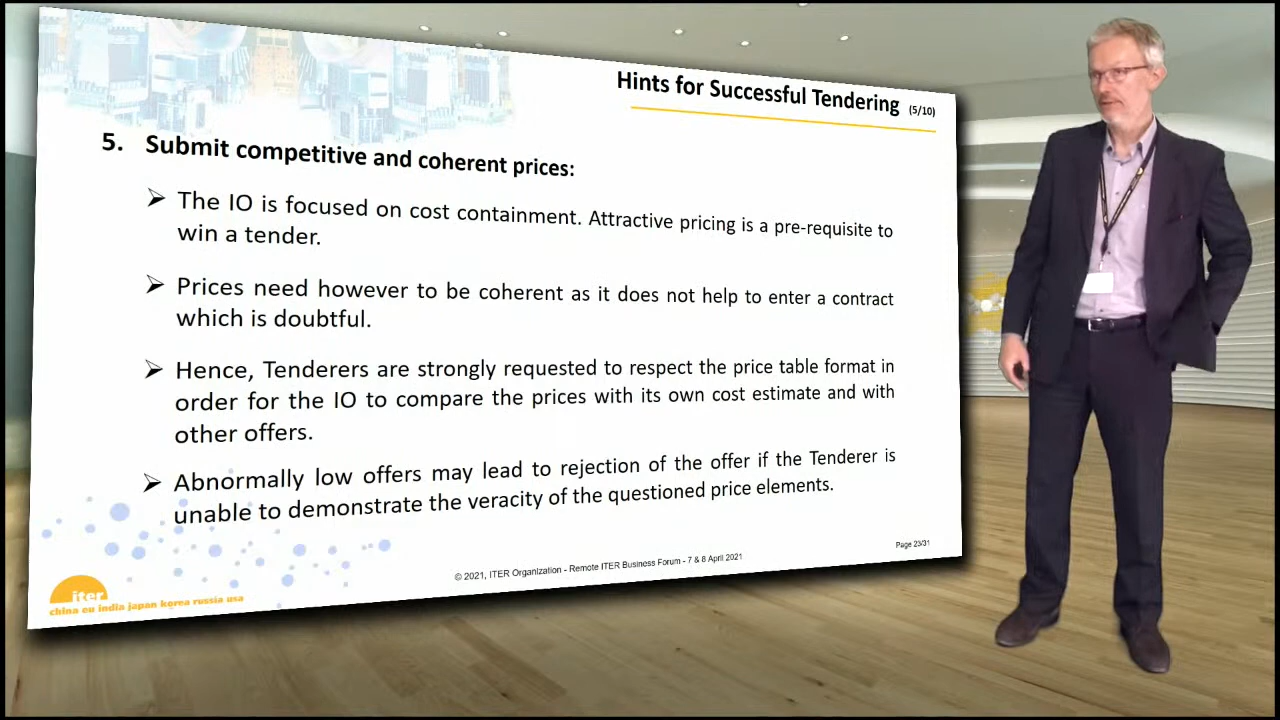 Hints for Successful Tendering (5/10)
5. Submit competitive and coherent prices:
➢ The IO is focused on cost containment. Attractive pricing is a pre-requisite to
win a tender.
➢ Prices need however to be coherent as it does not help to enter a contract
which is doubtful.
➢ Hence, Tenderers are strongly requested to respect the price table format in
order for the IO to compare the prices with its own cost estimate and with
other offers.
➢ Abnormally low offers may lead to rejection of the offer if the Tenderer is
unable to demonstrate the veracity of the questioned price elements.
Page 23/31
© 2021, ITER Organization - Remote ITER Business Forum - 7 & 8 April 2021
iter
china eu india japan korea russia usa